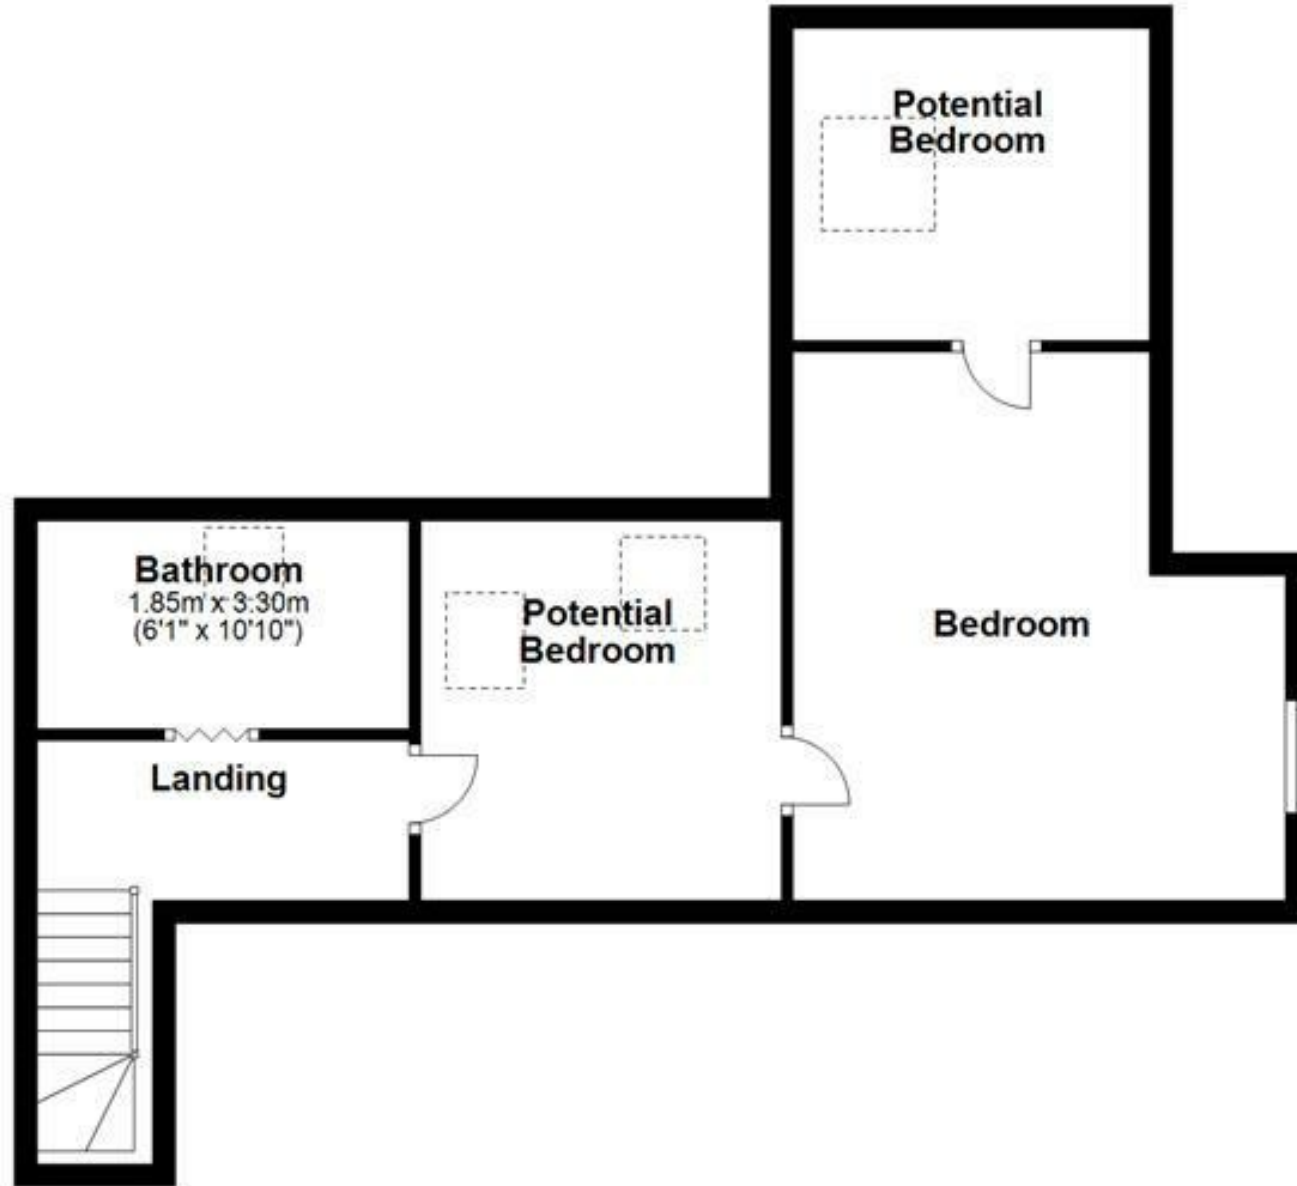 Potential
Bedroom
Bathroom
1.85m x 3.30m
(6'1" x 10'10")
Potential
Bedroom
Bedroom
Landing